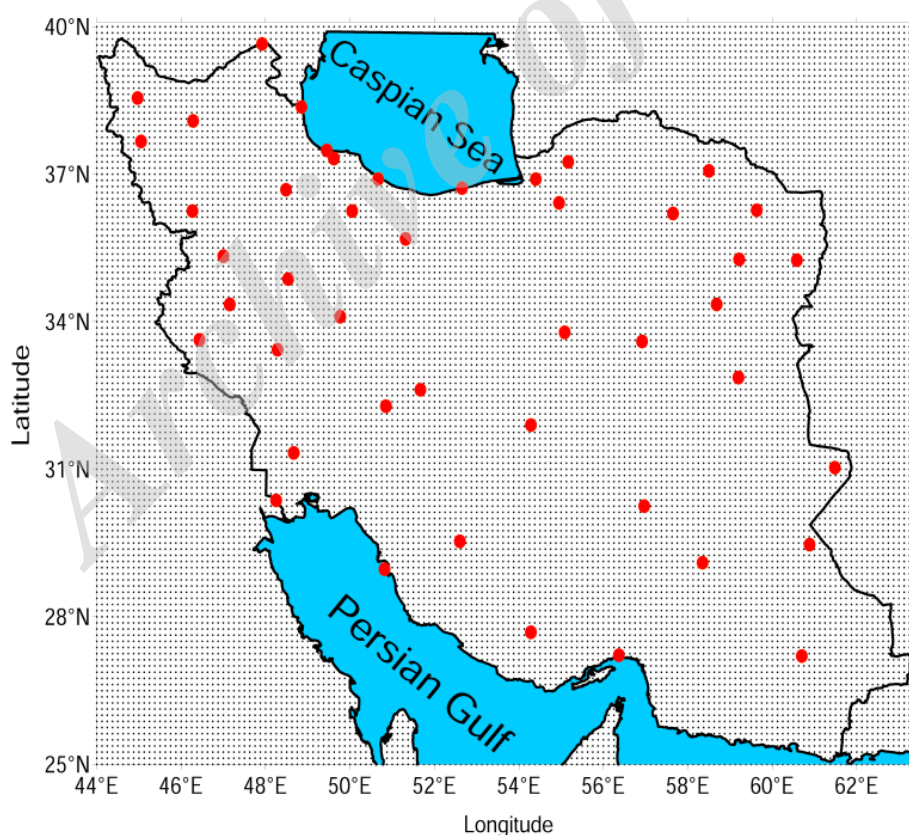 40°N
37°N
34°N
31°N
28°N
25°N
Latitude
Caspian Sea
Persian Gulf
Archive of
44°E 46°E 48°E 50°E 52°E 54°E 56°E 58°E 60°E 62°E
Longitude